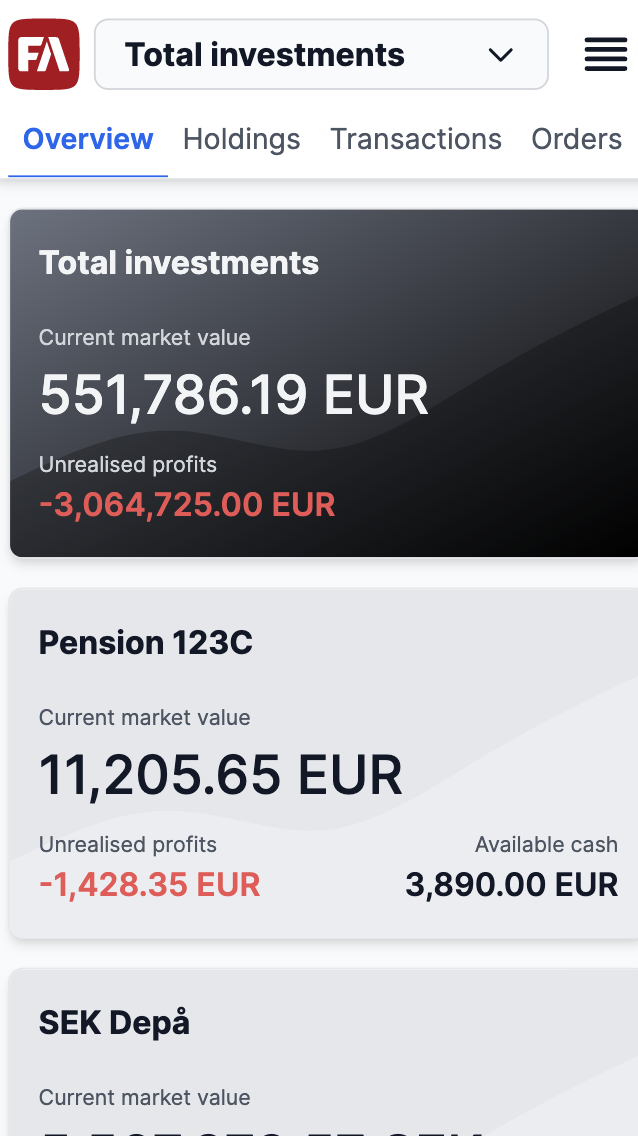 FA
Total investments
Overview Holdings Transactions Orders
Total investments
Current market value
551,786.19 EUR
Unrealised profits
-3,064,725.00 EUR
Pension 123C
Current market value
11,205.65 EUR
Unrealised profits Available cash
-1,428.35 EUR 3,890.00 EUR
SEK Depå
Current market value